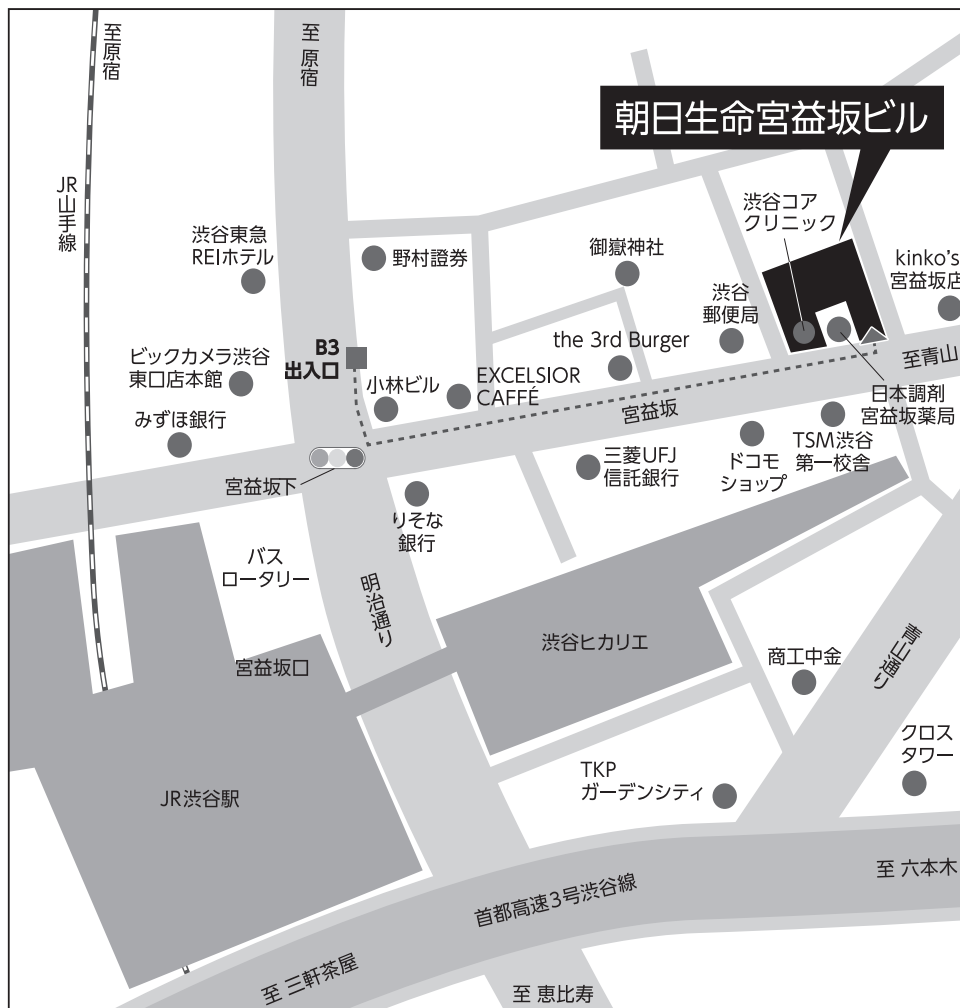 至原宿
至 原宿
朝日生命宮益坂ビル
JR山手線
渋谷コア
クリニック
渋谷東急
REIホテル
野村證券
御嶽神社
kinko's
宮益坂店
渋谷
郵便局
B3
出入口
the 3rd Burger
ビックカメラ渋谷
東口店本館
小林ビル
EXCELSIOR
CAFFÉ
至青山
宮益坂
日本調剤
宮益坂薬局
みずほ銀行
TSM渋谷
第一校舎
三菱UFJ
信託銀行
ドコモ
ショップ
宮益坂下
りそな
銀行
バス
ロータリー
明治通り
渋谷ヒカリエ
宮益坂口
商工中金
青山通り
クロス
タワー
TKP
ガーデンシティ
JR渋谷駅
至 六本木
首都高速3号渋谷線
至 三軒茶屋
至 恵比寿